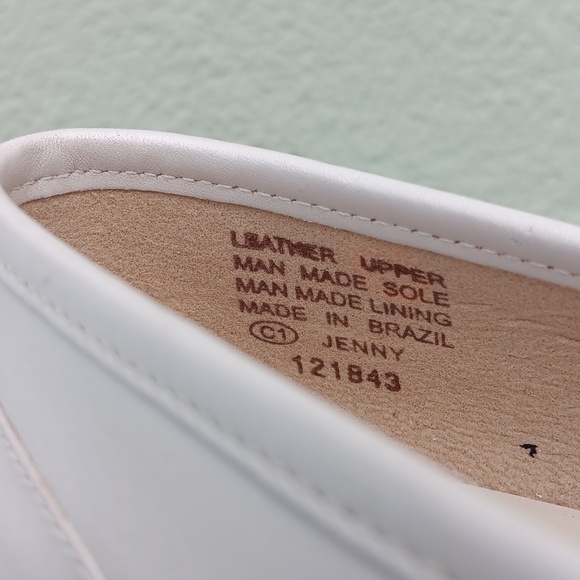 LEATHER UPPER
MAN MADE SOLE
MAN MADE LINING
MADE IN BRAZIL
C1 JENNY
121843